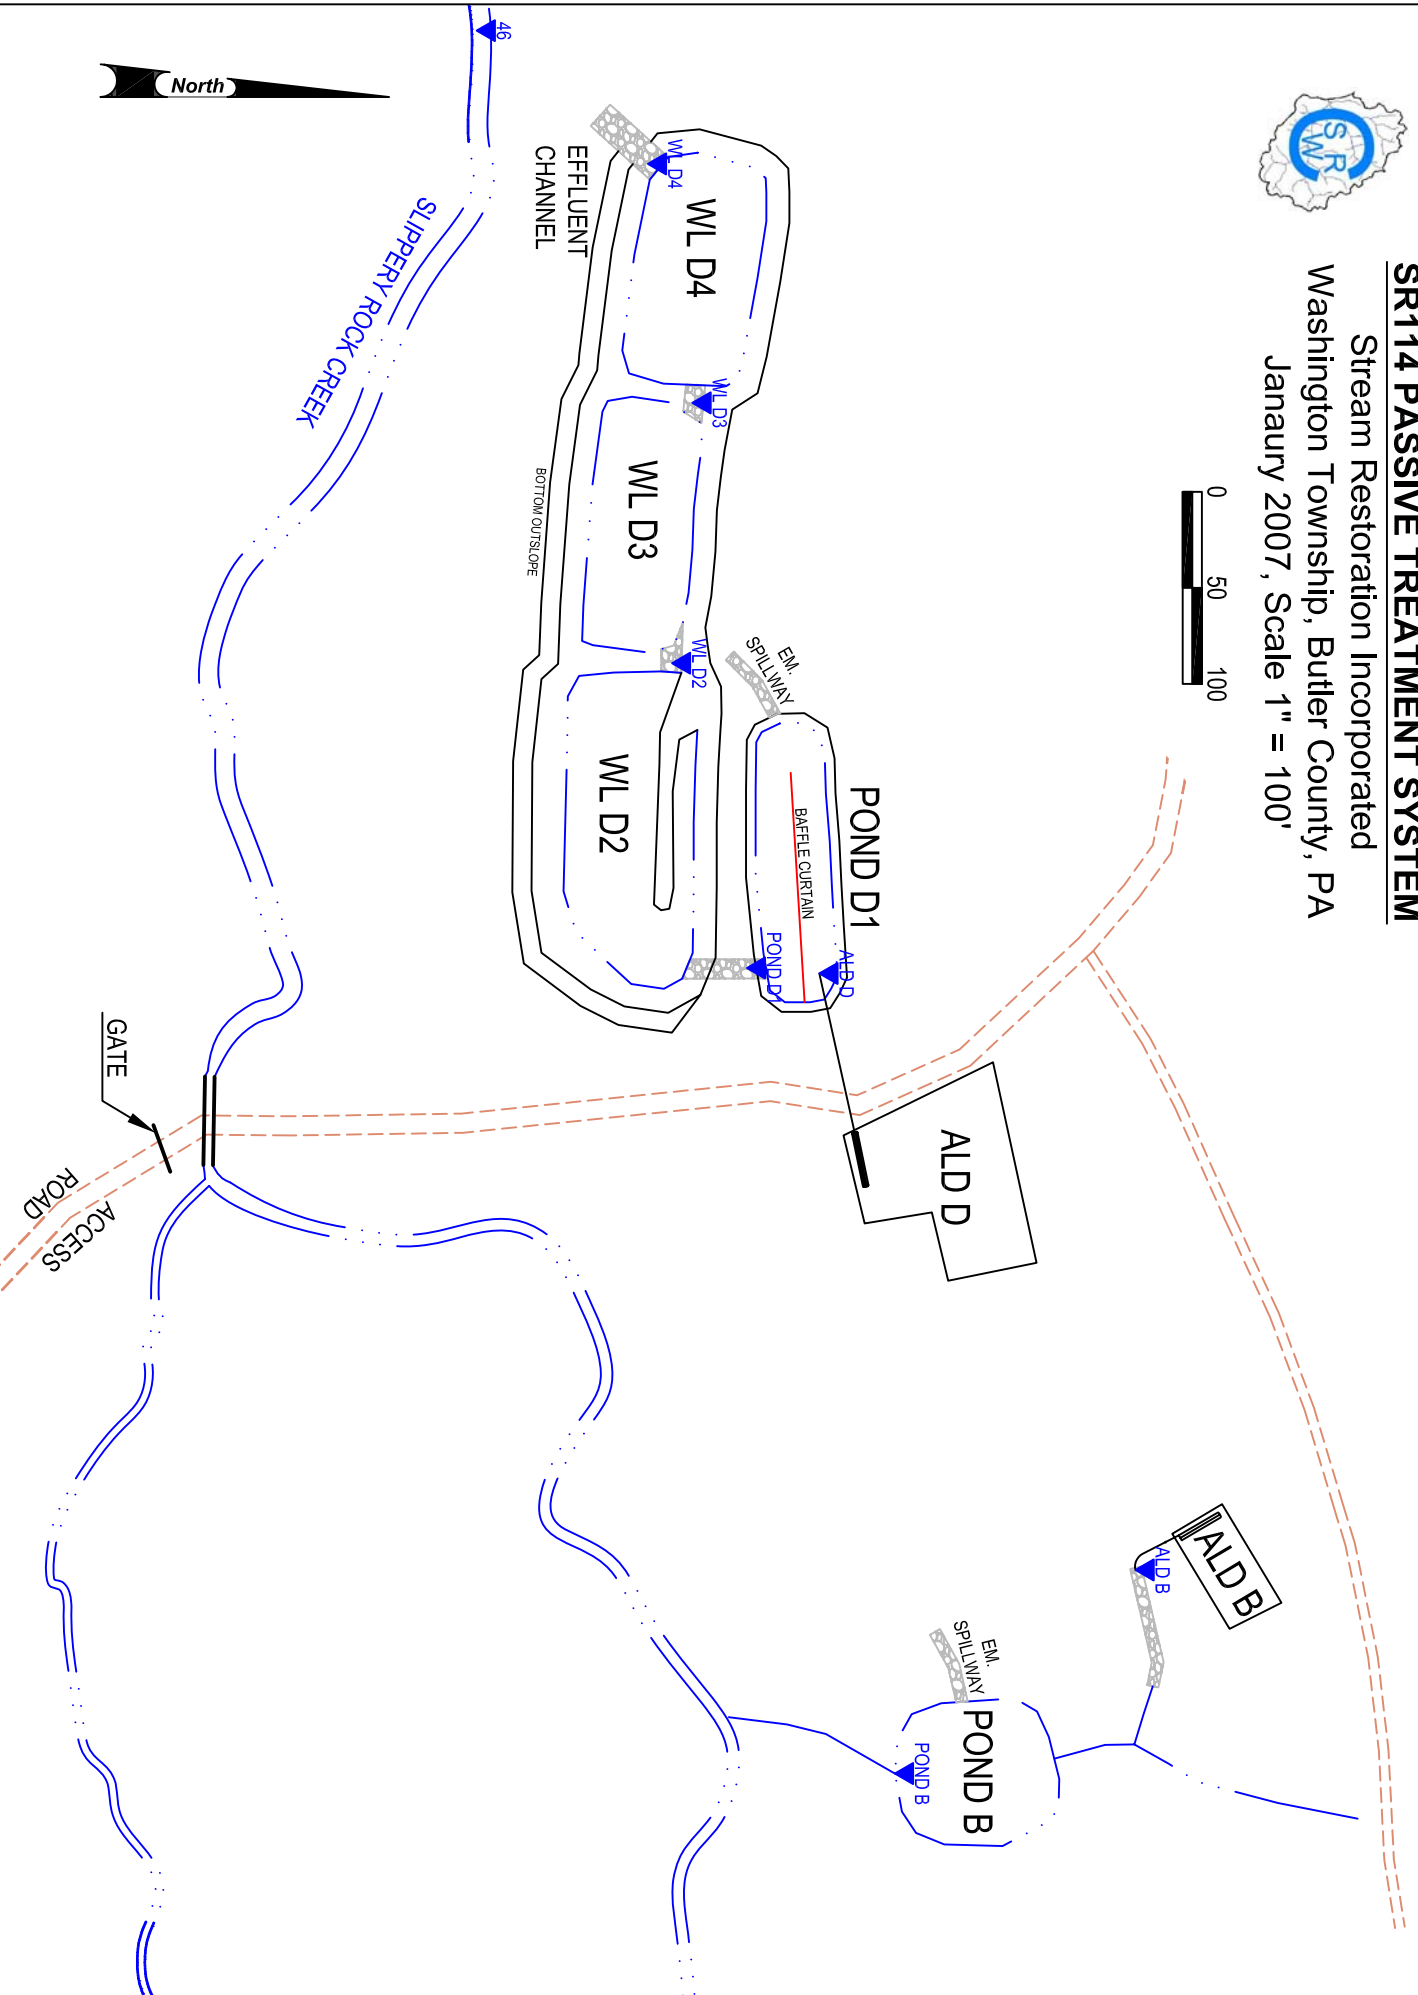 SR114 PASSIVE TREATMENT SYSTEM
Stream Restoration Incorporated
Washington Township, Butler County, PA
Janaury 2007, Scale 1" = 100'
S R
W
0
50
100
North
46
SLIPPERY ROCK CREEK
EFFLUENT
CHANNEL
WL D4
WL D4
WL D3
WL D3
BOTTOM OUTSLOPE
WL D2
WL D2
EM.
SPILLWAY
POND D1
BAFFLE CURTAIN
POND D1
ALD D
ALD D
GATE
ACCESS
ROAD
ALD B
ALD B
EM.
SPILLWAY
POND B
POND B